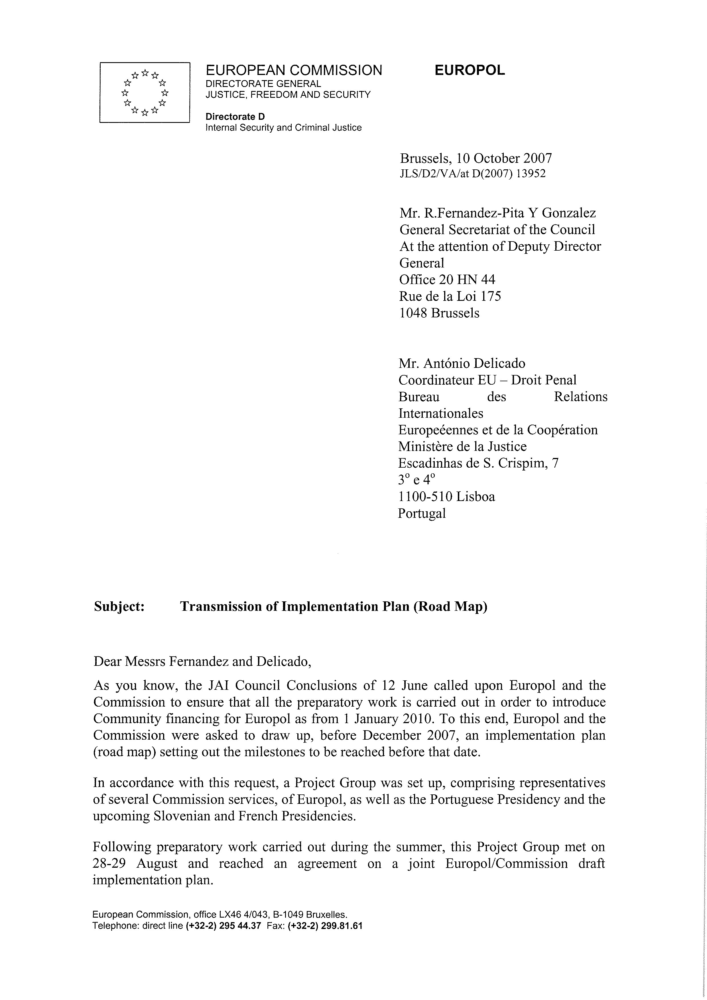 EUROPEAN COMMISSION
DIRECTORATE GENERAL
JUSTICE, FREEDOM AND SECURITY
Directorate D
Internal Security and Criminal Justice
EUROPOL
Brussels, 10 October 2007
JLS/D2/VA/at D(2007) 13952
Mr. R.Fernandez-Pita Y Gonzalez
General Secretariat of the Council
At the attention of Deputy Director
General
Office 20 HN 44
Rue de la Loi 175
1048 Brussels
Mr. António Delicado
Coordinateur EU – Droit Penal
Bureau des Relations
Internationales
Europeéennes et de la Coopération
Ministère de la Justice
Escadinhas de S. Crispim, 7
3º e 4º
1100-510 Lisboa
Portugal
Subject: Transmission of Implementation Plan (Road Map)
Dear Messrs Fernandez and Delicado,
As you know, the JAI Council Conclusions of 12 June called upon Europol and the
Commission to ensure that all the preparatory work is carried out in order to introduce
Community financing for Europol as from 1 January 2010. To this end, Europol and the
Commission were asked to draw up, before December 2007, an implementation plan
(road map) setting out the milestones to be reached before that date.
In accordance with this request, a Project Group was set up, comprising representatives
of several Commission services, of Europol, as well as the Portuguese Presidency and the
upcoming Slovenian and French Presidencies.
Following preparatory work carried out during the summer, this Project Group met on
28-29 August and reached an agreement on a joint Europol/Commission draft
implementation plan.
European Commission, office LX46 4/043, B-1049 Bruxelles.
Telephone: direct line (+32-2) 295 44.37 Fax: (+32-2) 299.81.61